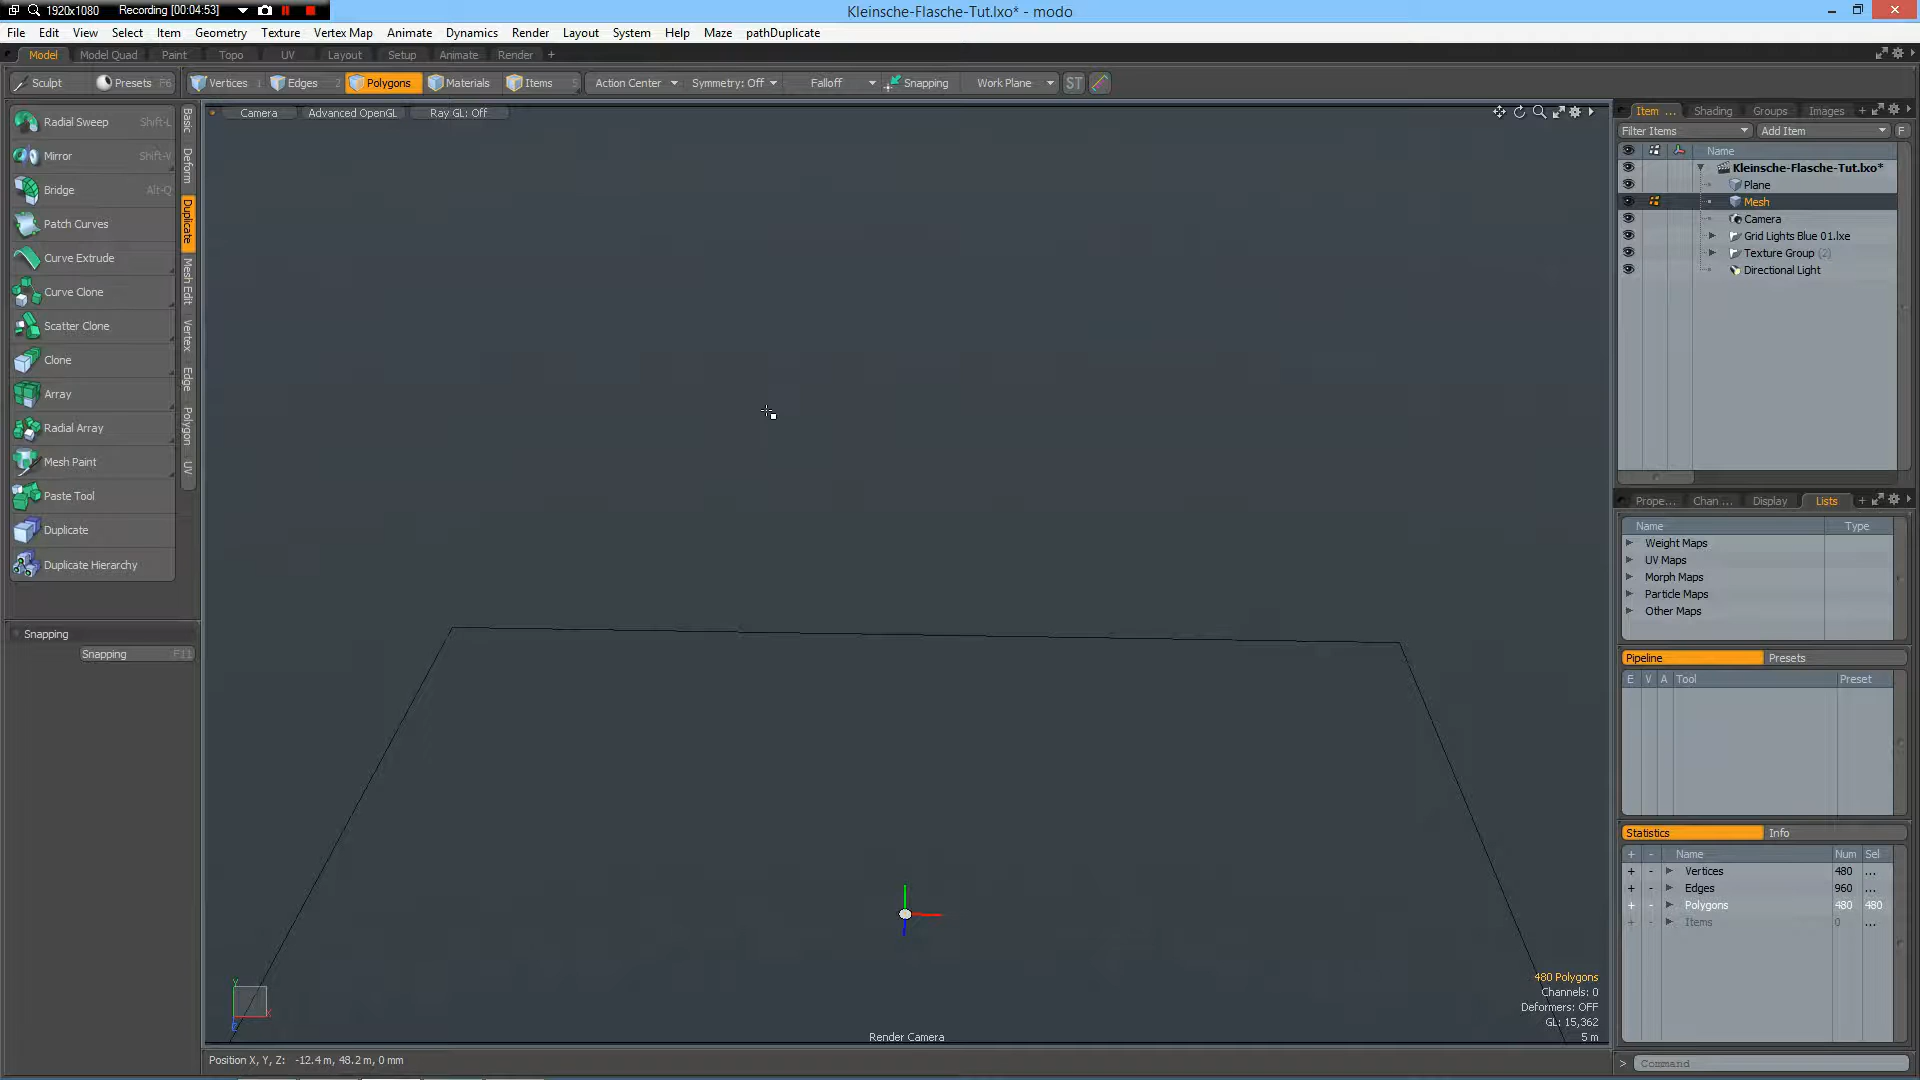 1920x1080 Recording [00:04:53]
Kleinsche-Flasche-Tut.lxo* - modo
File Edit View Select Item Geometry Texture Vertex Map Animate Dynamics Render Layout System Help Maze pathDuplicate
Model Model Quad Paint Topo UV Layout Setup Animate Render +
Sculpt Presets F6 Vertices 1 Edges 2 Polygons Materials Items 5 Action Center Symmetry: Off Falloff Snapping Work Plane ST
Camera Advanced OpenGL Ray GL: Off
Radial Sweep Shift-L
Mirror Shift-V
Bridge Alt-Q
Patch Curves
Curve Extrude
Curve Clone
Scatter Clone
Clone
Array
Radial Array
Mesh Paint
Paste Tool
Duplicate
Duplicate Hierarchy
Basic
Deform
Duplicate
Mesh Edit
Vertex
Edge
Polygon
UV
Snapping
Snapping F11
Y
X
Z
480 Polygons
Channels: 0
Deformers: OFF
GL: 15,362
5 m
Render Camera
Position X, Y, Z: -12.4 m, 48.2 m, 0 mm
Item ... Shading Groups Images +
Filter Items Add Item F
Name
Kleinsche-Flasche-Tut.lxo*
Plane
Mesh
Camera
Grid Lights Blue 01.lxe
Texture Group (2)
Directional Light
Prope... Chan ... Display Lists +
Name Type
Weight Maps
UV Maps
Morph Maps
Particle Maps
Other Maps
Pipeline Presets
E V A Tool Preset
Statistics Info
+ - Name Num Sel
+ - Vertices 480 ...
+ - Edges 960 ...
+ - Polygons 480 480
+ - Items 0 ...
> Command